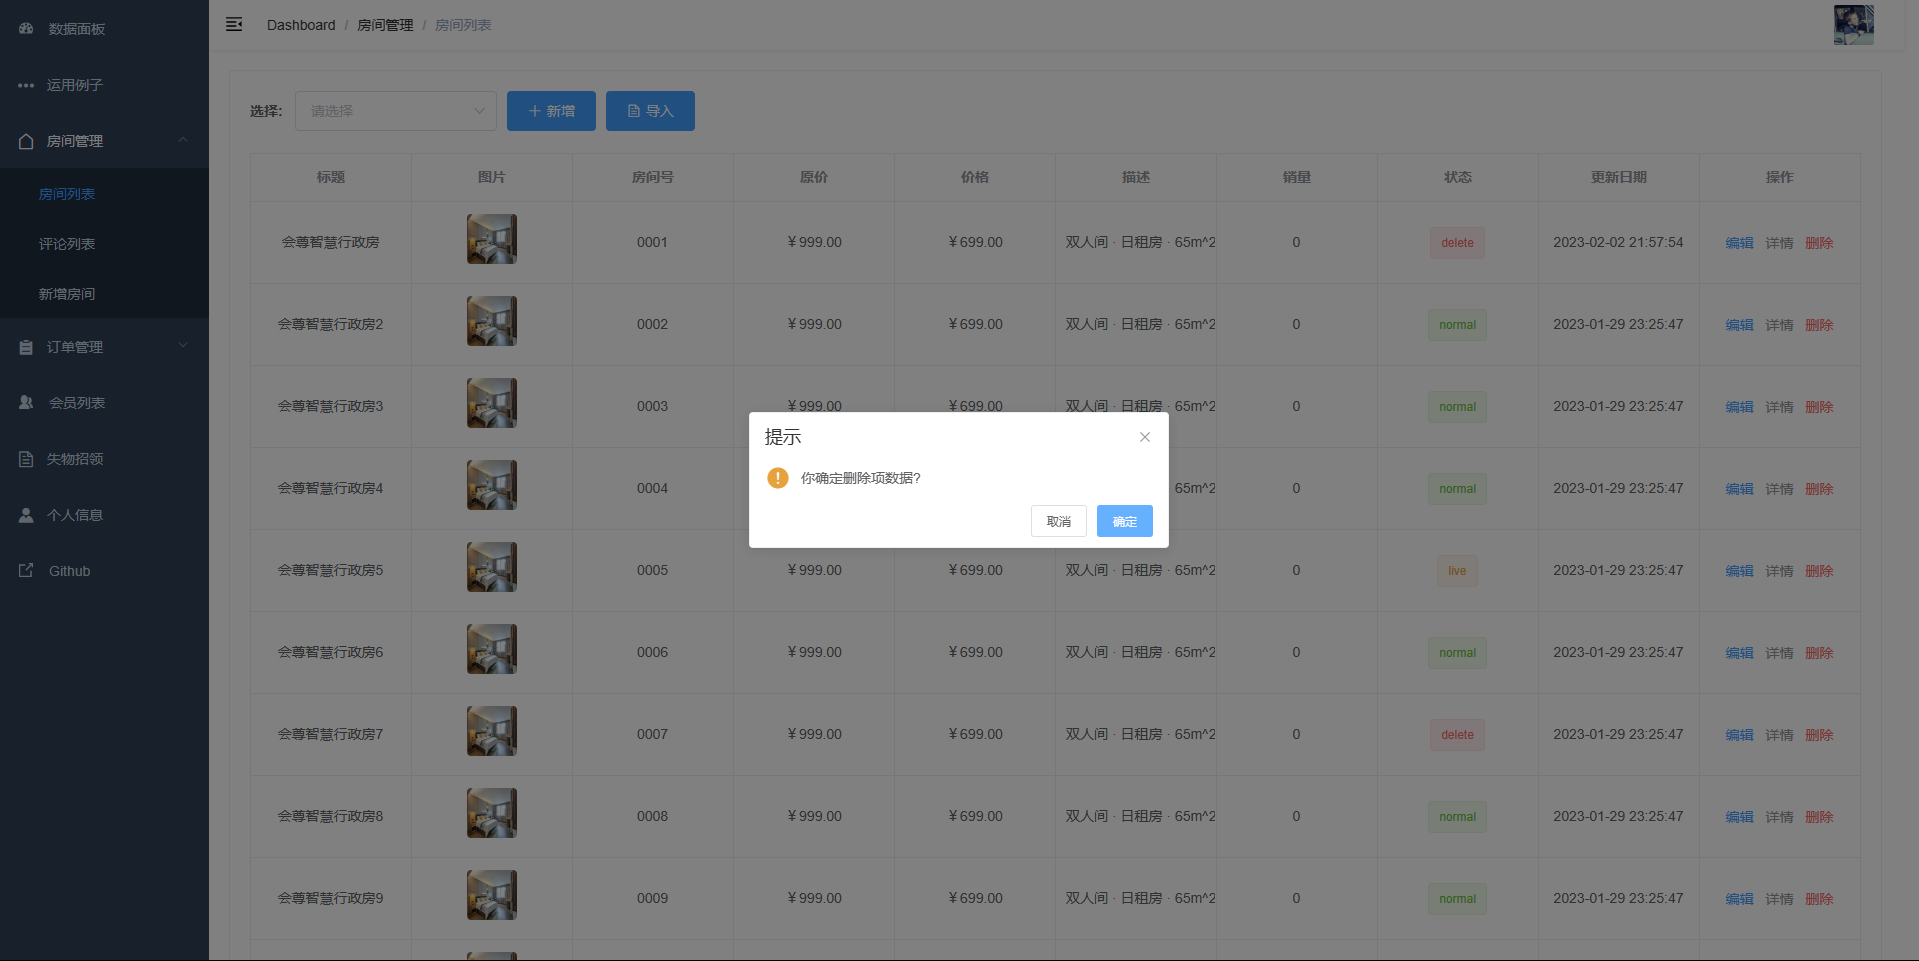 数据面板
运用例子
房间管理
房间列表
评论列表
新增房间
订单管理
会员列表
失物招领
个人信息
Github
Dashboard / 房间管理 / 房间列表
选择: 请选择 新增 导入
标题 图片 房间号 原价 价格 描述 销量 状态 更新日期 操作
会尊智慧行政房 0001 ¥999.00 ¥699.00 双人间 · 日租房 · 65m^2 0 delete 2023-02-02 21:57:54 编辑 详情 删除
会尊智慧行政房2 0002 ¥999.00 ¥699.00 双人间 · 日租房 · 65m^2 0 normal 2023-01-29 23:25:47 编辑 详情 删除
会尊智慧行政房3 0003 ¥999.00 ¥699.00 双人间 · 日租房 · 65m^2 0 normal 2023-01-29 23:25:47 编辑 详情 删除
提示
你确定删除项数据?
取消 确定
会尊智慧行政房4 0004 65m^2 0 normal 2023-01-29 23:25:47 编辑 详情 删除
会尊智慧行政房5 0005 ¥999.00 ¥699.00 双人间 · 日租房 · 65m^2 0 live 2023-01-29 23:25:47 编辑 详情 删除
会尊智慧行政房6 0006 ¥999.00 ¥699.00 双人间 · 日租房 · 65m^2 0 normal 2023-01-29 23:25:47 编辑 详情 删除
会尊智慧行政房7 0007 ¥999.00 ¥699.00 双人间 · 日租房 · 65m^2 0 delete 2023-01-29 23:25:47 编辑 详情 删除
会尊智慧行政房8 0008 ¥999.00 ¥699.00 双人间 · 日租房 · 65m^2 0 normal 2023-01-29 23:25:47 编辑 详情 删除
会尊智慧行政房9 0009 ¥999.00 ¥699.00 双人间 · 日租房 · 65m^2 0 normal 2023-01-29 23:25:47 编辑 详情 删除